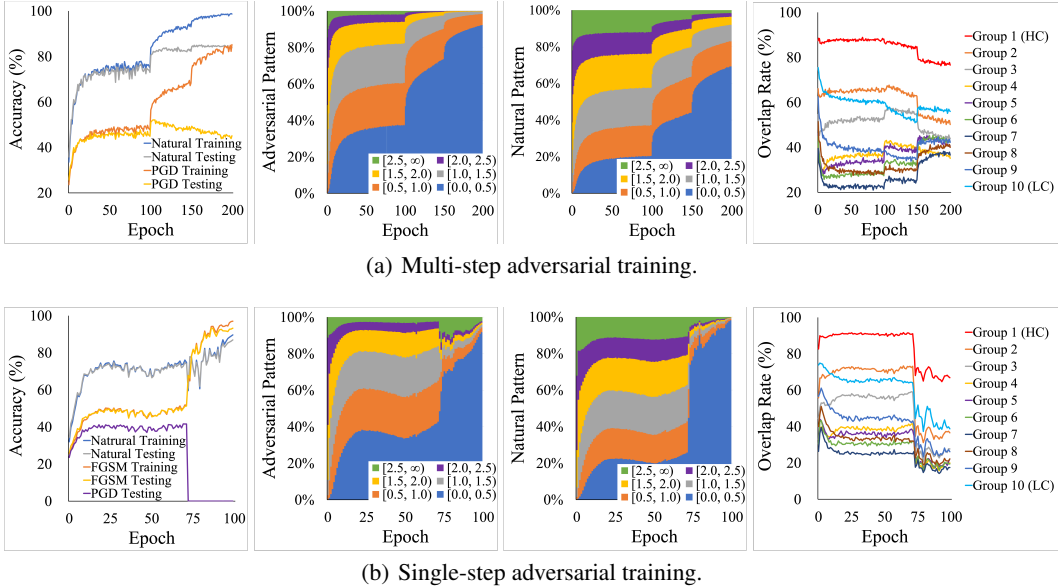 Accuracy (%)
100
80
60
40
20
0 50 100 150 200
Epoch
Natural Training
Natural Testing
PGD Training
PGD Testing
Adversarial Pattern
100%
80%
60%
40%
20%
0%
0 50 100 150 200
Epoch
[2.5, ∞) [2.0, 2.5)
[1.5, 2.0) [1.0, 1.5)
[0.5, 1.0) [0.0, 0.5)
Natural Pattern
100%
80%
60%
40%
20%
0%
0 50 100 150 200
Epoch
[2.5, ∞) [2.0, 2.5)
[1.5, 2.0) [1.0, 1.5)
[0.5, 1.0) [0.0, 0.5)
Overlap Rate (%)
100
80
60
40
20
0 50 100 150 200
Epoch
Group 1 (HC)
Group 2
Group 3
Group 4
Group 5
Group 6
Group 7
Group 8
Group 9
Group 10 (LC)
(a) Multi-step adversarial training.
Accuracy (%)
100
80
60
40
20
0
0 25 50 75 100
Epoch
Natrural Training
Natural Testing
FGSM Training
FGSM Testing
PGD Testing
Adversarial Pattern
100%
80%
60%
40%
20%
0%
0 25 50 75 100
Epoch
[2.5, ∞) [2.0, 2.5)
[1.5, 2.0) [1.0, 1.5)
[0.5, 1.0) [0.0, 0.5)
Natural Pattern
100%
80%
60%
40%
20%
0%
0 25 50 75 100
Epoch
[2.5, ∞) [2.0, 2.5)
[1.5, 2.0) [1.0, 1.5)
[0.5, 1.0) [0.0, 0.5)
Overlap Rate (%)
100
80
60
40
20
0
0 25 50 75 100
Epoch
Group 1 (HC)
Group 2
Group 3
Group 4
Group 5
Group 6
Group 7
Group 8
Group 9
Group 10 (LC)
(b) Single-step adversarial training.